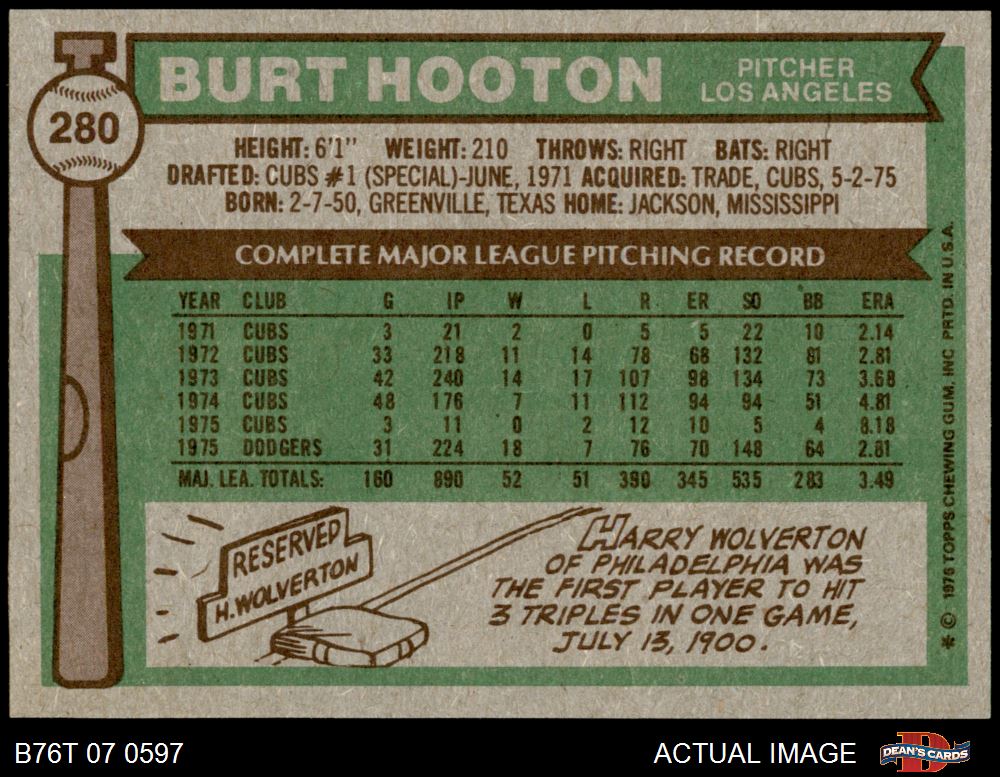 BURT HOOTON
PITCHER
LOS ANGELES
280
HEIGHT: 6'1" WEIGHT: 210 THROWS: RIGHT BATS: RIGHT
DRAFTED: CUBS #1 (SPECIAL)-JUNE, 1971 ACQUIRED: TRADE, CUBS, 5-2-75
BORN: 2-7-50, GREENVILLE, TEXAS HOME: JACKSON, MISSISSIPPI
COMPLETE MAJOR LEAGUE PITCHING RECORD
YEAR CLUB G IP W L R ER SO BB ERA
1971 CUBS 3 21 2 0 5 5 22 10 2.14
1972 CUBS 33 218 11 14 78 68 132 81 2.81
1973 CUBS 42 240 14 17 107 98 134 73 3.68
1974 CUBS 48 176 7 11 112 94 94 51 4.81
1975 CUBS 3 11 0 2 12 10 5 4 8.18
1975 DODGERS 31 224 18 7 76 70 148 64 2.81
MAJ. LEA. TOTALS: 160 890 52 51 390 345 535 283 3.49
RESERVED
H. WOLVERTON
HARRY WOLVERTON
OF PHILADELPHIA WAS
THE FIRST PLAYER TO HIT
3 TRIPLES IN ONE GAME,
JULY 13, 1900.
* © 1976 TOPPS CHEWING GUM, INC PRTD. IN U.S.A.
B76T 07 0597
ACTUAL IMAGE
DEAN'S CARDS